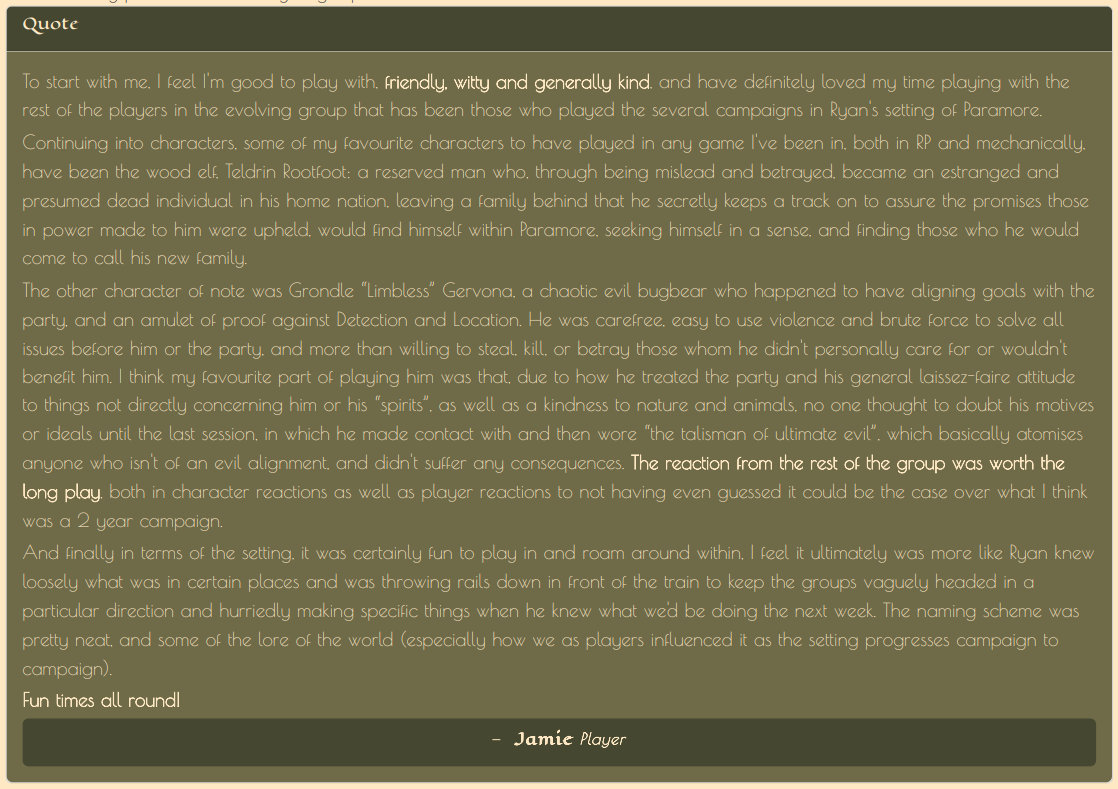 Quote
To start with me, I feel I'm good to play with, friendly, witty and generally kind, and have definitely loved my time playing with the
rest of the players in the evolving group that has been those who played the several campaigns in Ryan's setting of Paramore.
Continuing into characters, some of my favourite characters to have played in any game I've been in, both in RP and mechanically,
have been the wood elf, Teldrin Rootfoot: a reserved man who, through being mislead and betrayed, became an estranged and
presumed dead individual in his home nation, leaving a family behind that he secretly keeps a track on to assure the promises those
in power made to him were upheld, would find himself within Paramore, seeking himself in a sense, and finding those who he would
come to call his new family.
The other character of note was Grondle "Limbless" Gervona, a chaotic evil bugbear who happened to have aligning goals with the
party, and an amulet of proof against Detection and Location. He was carefree, easy to use violence and brute force to solve all
issues before him or the party, and more than willing to steal, kill, or betray those whom he didn't personally care for or wouldn't
benefit him. I think my favourite part of playing him was that, due to how he treated the party and his general laissez-faire attitude
to things not directly concerning him or his "spirits", as well as a kindness to nature and animals, no one thought to doubt his motives
or ideals until the last session, in which he made contact with and then wore "the talisman of ultimate evil", which basically atomises
anyone who isn't of an evil alignment, and didn't suffer any consequences. The reaction from the rest of the group was worth the
long play, both in character reactions as well as player reactions to not having even guessed it could be the case over what I think
was a 2 year campaign.
And finally in terms of the setting, it was certainly fun to play in and roam around within, I feel it ultimately was more like Ryan knew
loosely what was in certain places and was throwing rails down in front of the train to keep the groups vaguely headed in a
particular direction and hurriedly making specific things when he knew what we'd be doing the next week. The naming scheme was
pretty neat, and some of the lore of the world (especially how we as players influenced it as the setting progresses campaign to
campaign).
Fun times all round!
– Jamie Player